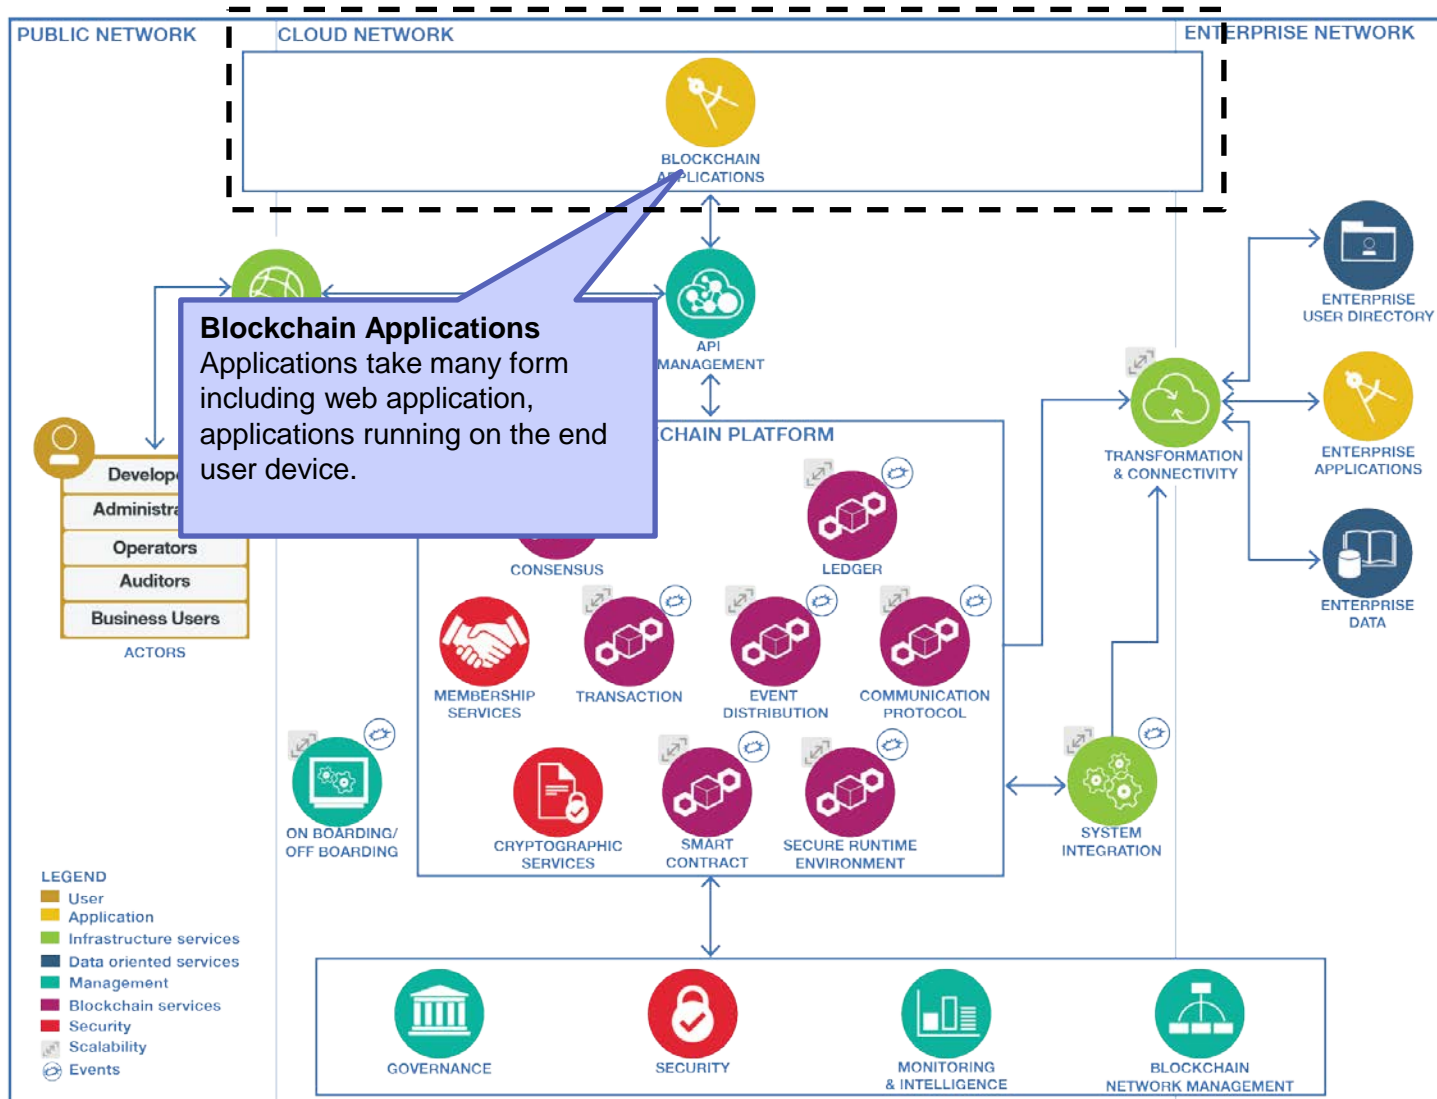 PUBLIC NETWORK
CLOUD NETWORK
ENTERPRISE NETWORK
BLOCKCHAIN
APPLICATIONS
Blockchain Applications
Applications take many form
including web application,
applications running on the end
user device.
API
MANAGEMENT
ENTERPRISE
USER DIRECTORY
TRANSFORMATION
& CONNECTIVITY
ENTERPRISE
APPLICATIONS
ENTERPRISE
DATA
Develope
Administra
Operators
Auditors
Business Users
ACTORS
CHAIN PLATFORM
CONSENSUS
LEDGER
MEMBERSHIP
SERVICES
TRANSACTION
EVENT
DISTRIBUTION
COMMUNICATION
PROTOCOL
ON BOARDING/
OFF BOARDING
CRYPTOGRAPHIC
SERVICES
SMART
CONTRACT
SECURE RUNTIME
ENVIRONMENT
SYSTEM
INTEGRATION
LEGEND
User
Application
Infrastructure services
Data oriented services
Management
Blockchain services
Security
Scalability
Events
GOVERNANCE
SECURITY
MONITORING
& INTELLIGENCE
BLOCKCHAIN
NETWORK MANAGEMENT